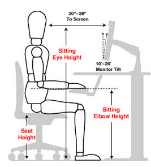 20"-28"
To Screen
Sitting
Eye Height
10°-20°
Monitor Tilt
Sitting
Elbow Height
Seat
Height